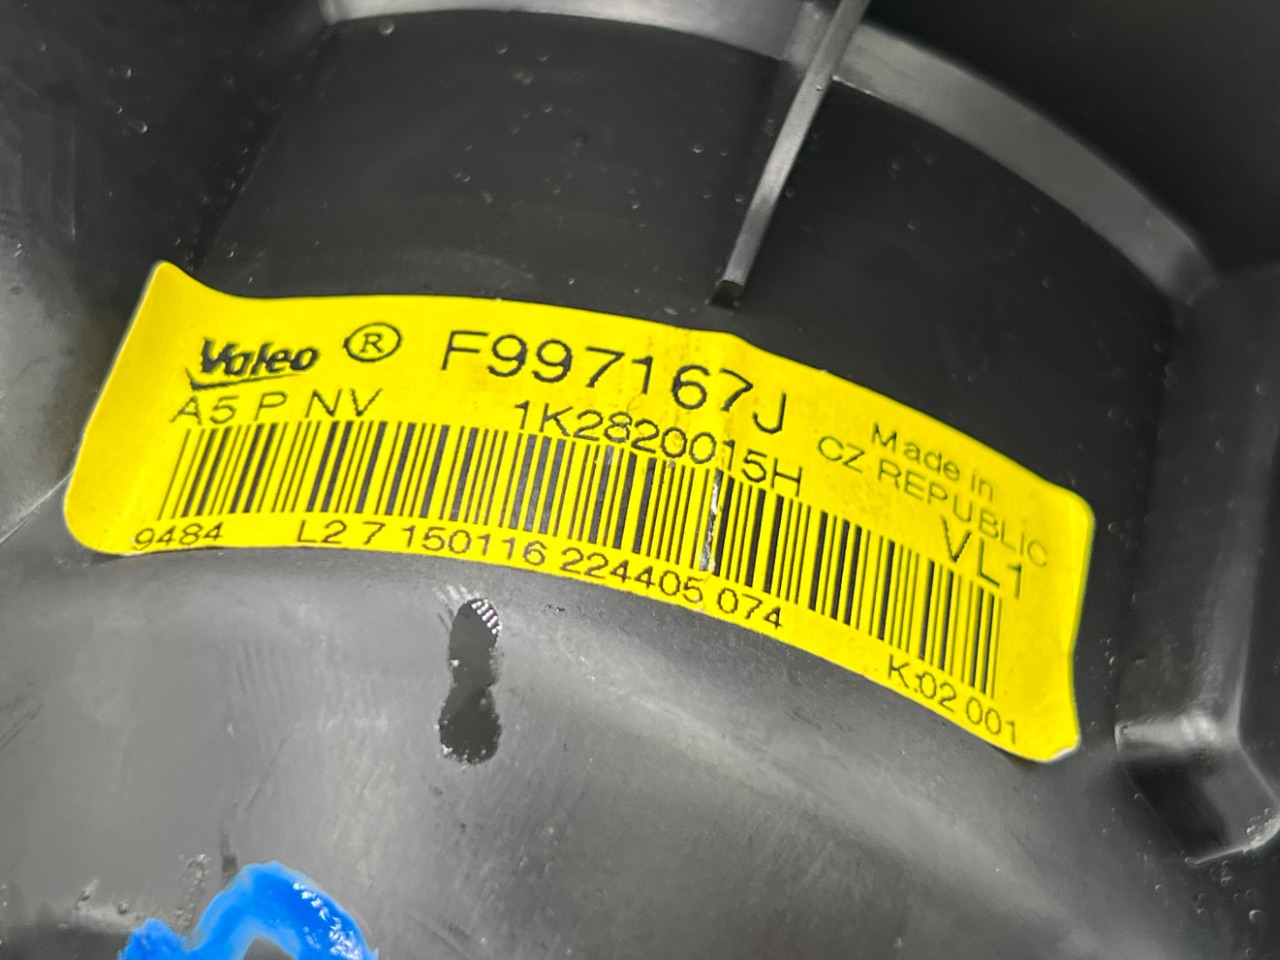 Valeo ® F997167J
A5 P NV 1K2820015H
Made in
CZ REPUBLIC
VL1
9484 L2 7 150116 224405 074
K:02 001